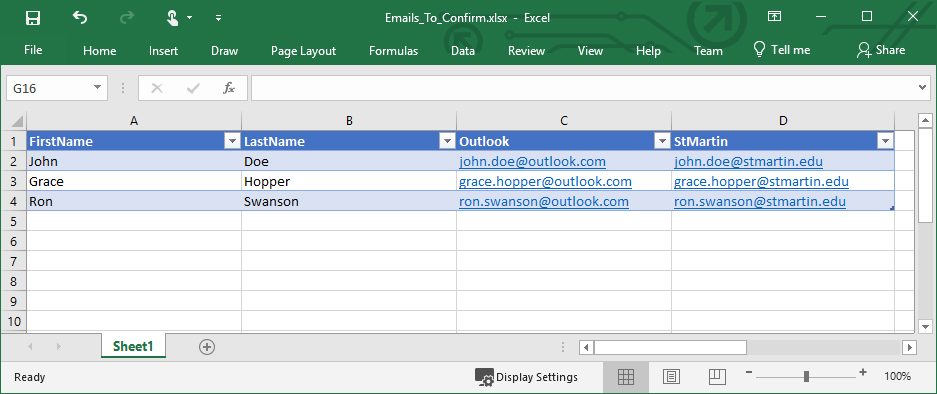 Emails_To_Confirm.xlsx - Excel
File Home Insert Draw Page Layout Formulas Data Review View Help Team Tell me Share
G16 fx
A B C D
1 FirstName LastName Outlook StMartin
2 John Doe john.doe@outlook.com john.doe@stmartin.edu
3 Grace Hopper grace.hopper@outlook.com grace.hopper@stmartin.edu
4 Ron Swanson ron.swanson@outlook.com ron.swanson@stmartin.edu
5
6
7
8
9
10
Sheet1
Ready Display Settings 100%